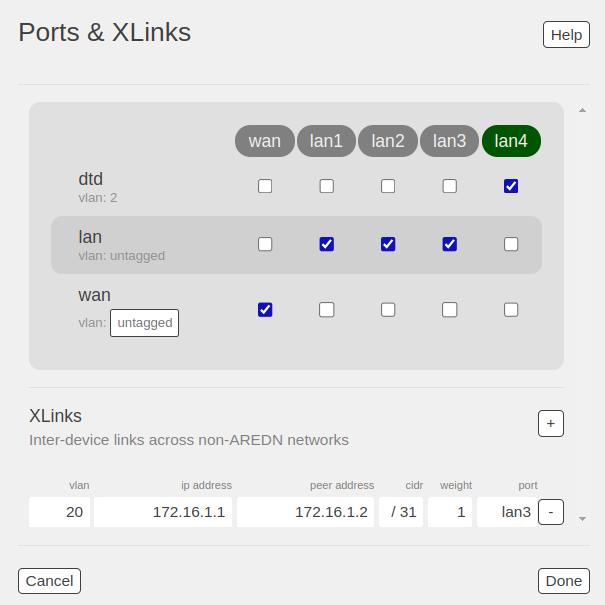 Ports & XLinks
Help
wan lan1 lan2 lan3 lan4
dtd
vlan: 2
lan
vlan: untagged
wan
vlan: untagged
XLinks
+
Inter-device links across non-AREDN networks
vlan ip address peer address cidr weight port
20 172.16.1.1 172.16.1.2 / 31 1 lan3 -
Cancel Done